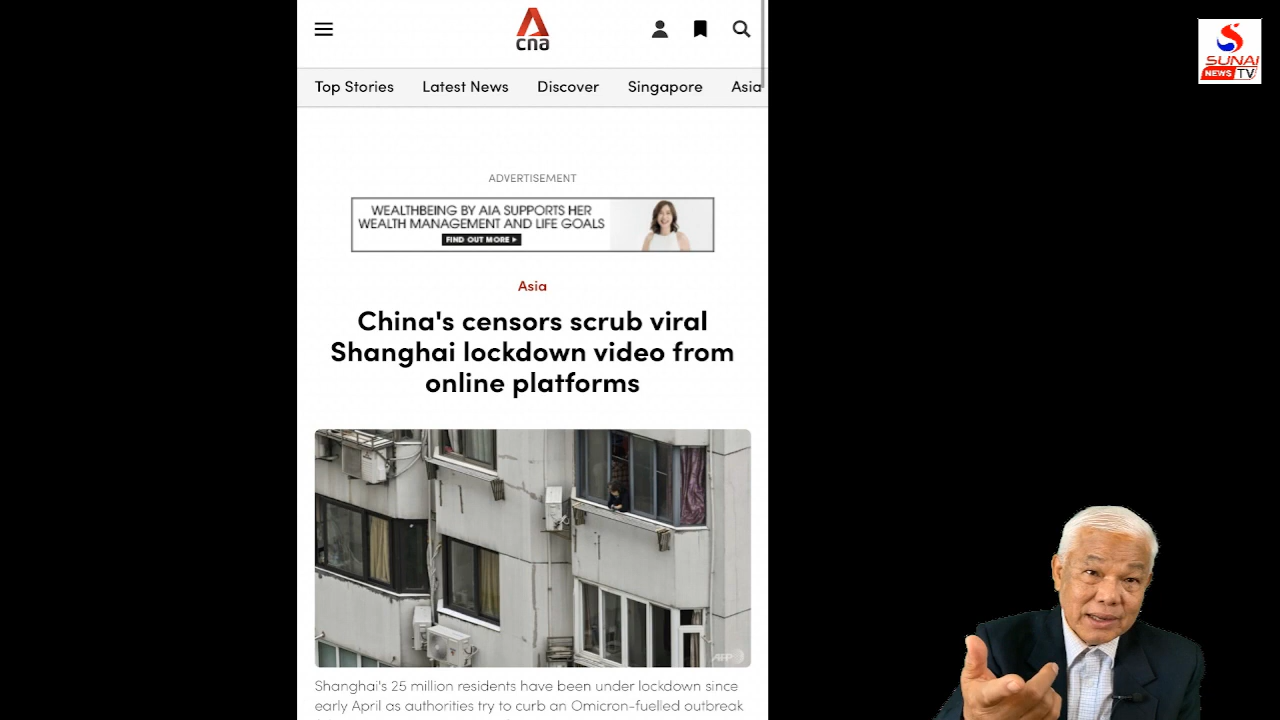 cna
SUNAI
NEWS TV
Top Stories
Latest News
Discover
Singapore
Asia
ADVERTISEMENT
WEALTHBEING BY AIA SUPPORTS HER
WEALTH MANAGEMENT AND LIFE GOALS
FIND OUT MORE
Asia
China's censors scrub viral
Shanghai lockdown video from
online platforms
AFP
Shanghai's 25 million residents have been under lockdown since
early April as authorities try to curb an Omicron-fuelled outbreak